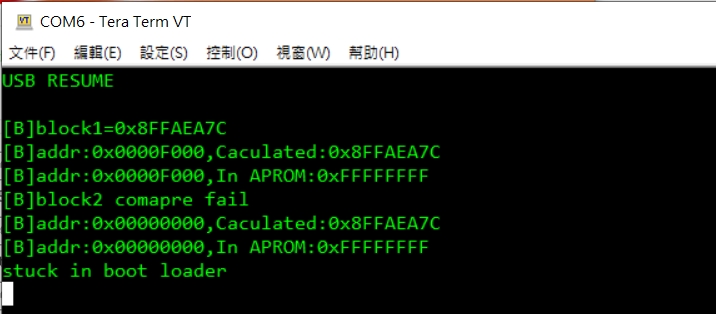 COM6 - Tera Term VT
文件(F) 編輯(E) 設定(S) 控制(O) 視窗(W) 幫助(H)
USB RESUME
[B]block1=0x8FFAEA7C
[B]addr:0x0000F000,Caculated:0x8FFAEA7C
[B]addr:0x0000F000,In APROM:0xFFFFFFFF
[B]block2 comapre fail
[B]addr:0x00000000,Caculated:0x8FFAEA7C
[B]addr:0x00000000,In APROM:0xFFFFFFFF
stuck in boot loader